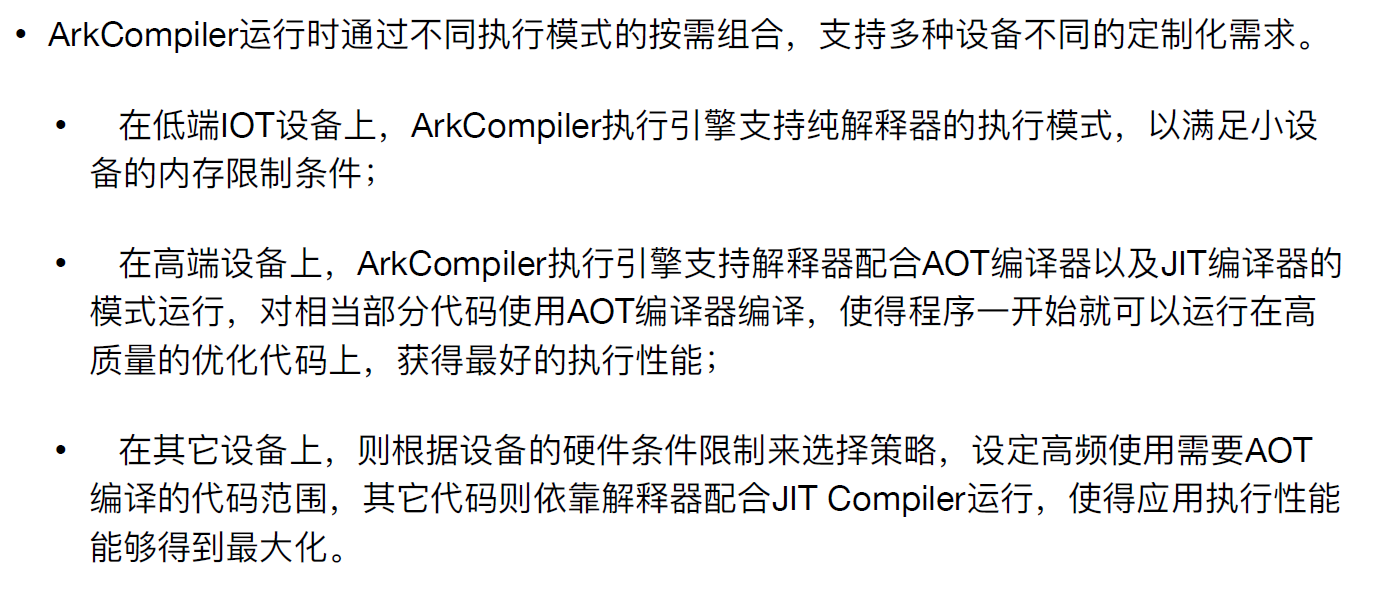 • ArkCompiler运行时通过不同执行模式的按需组合，支持多种设备不同的定制化需求。
• 在低端IOT设备上，ArkCompiler执行引擎支持纯解释器的执行模式，以满足小设
备的内存限制条件；
• 在高端设备上，ArkCompiler执行引擎支持解释器配合AOT编译器以及JIT编译器的
模式运行，对相当部分代码使用AOT编译器编译，使得程序一开始就可以运行在高
质量的优化代码上，获得最好的执行性能；
• 在其它设备上，则根据设备的硬件条件限制来选择策略，设定高频使用需要AOT
编译的代码范围，其它代码则依靠解释器配合JIT Compiler运行，使得应用执行性能
能够得到最大化。